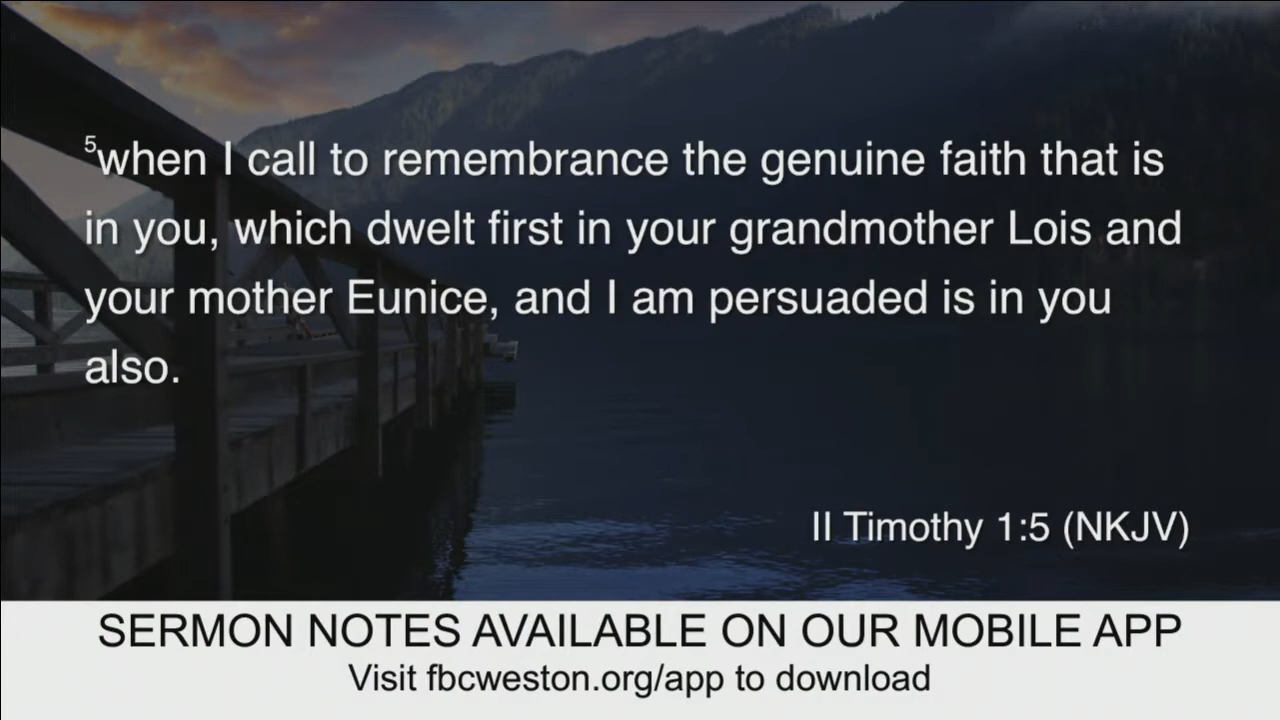 5when I call to remembrance the genuine faith that is
in you, which dwelt first in your grandmother Lois and
your mother Eunice, and I am persuaded is in you
also.
II Timothy 1:5 (NKJV)
SERMON NOTES AVAILABLE ON OUR MOBILE APP
Visit fbcweston.org/app to download